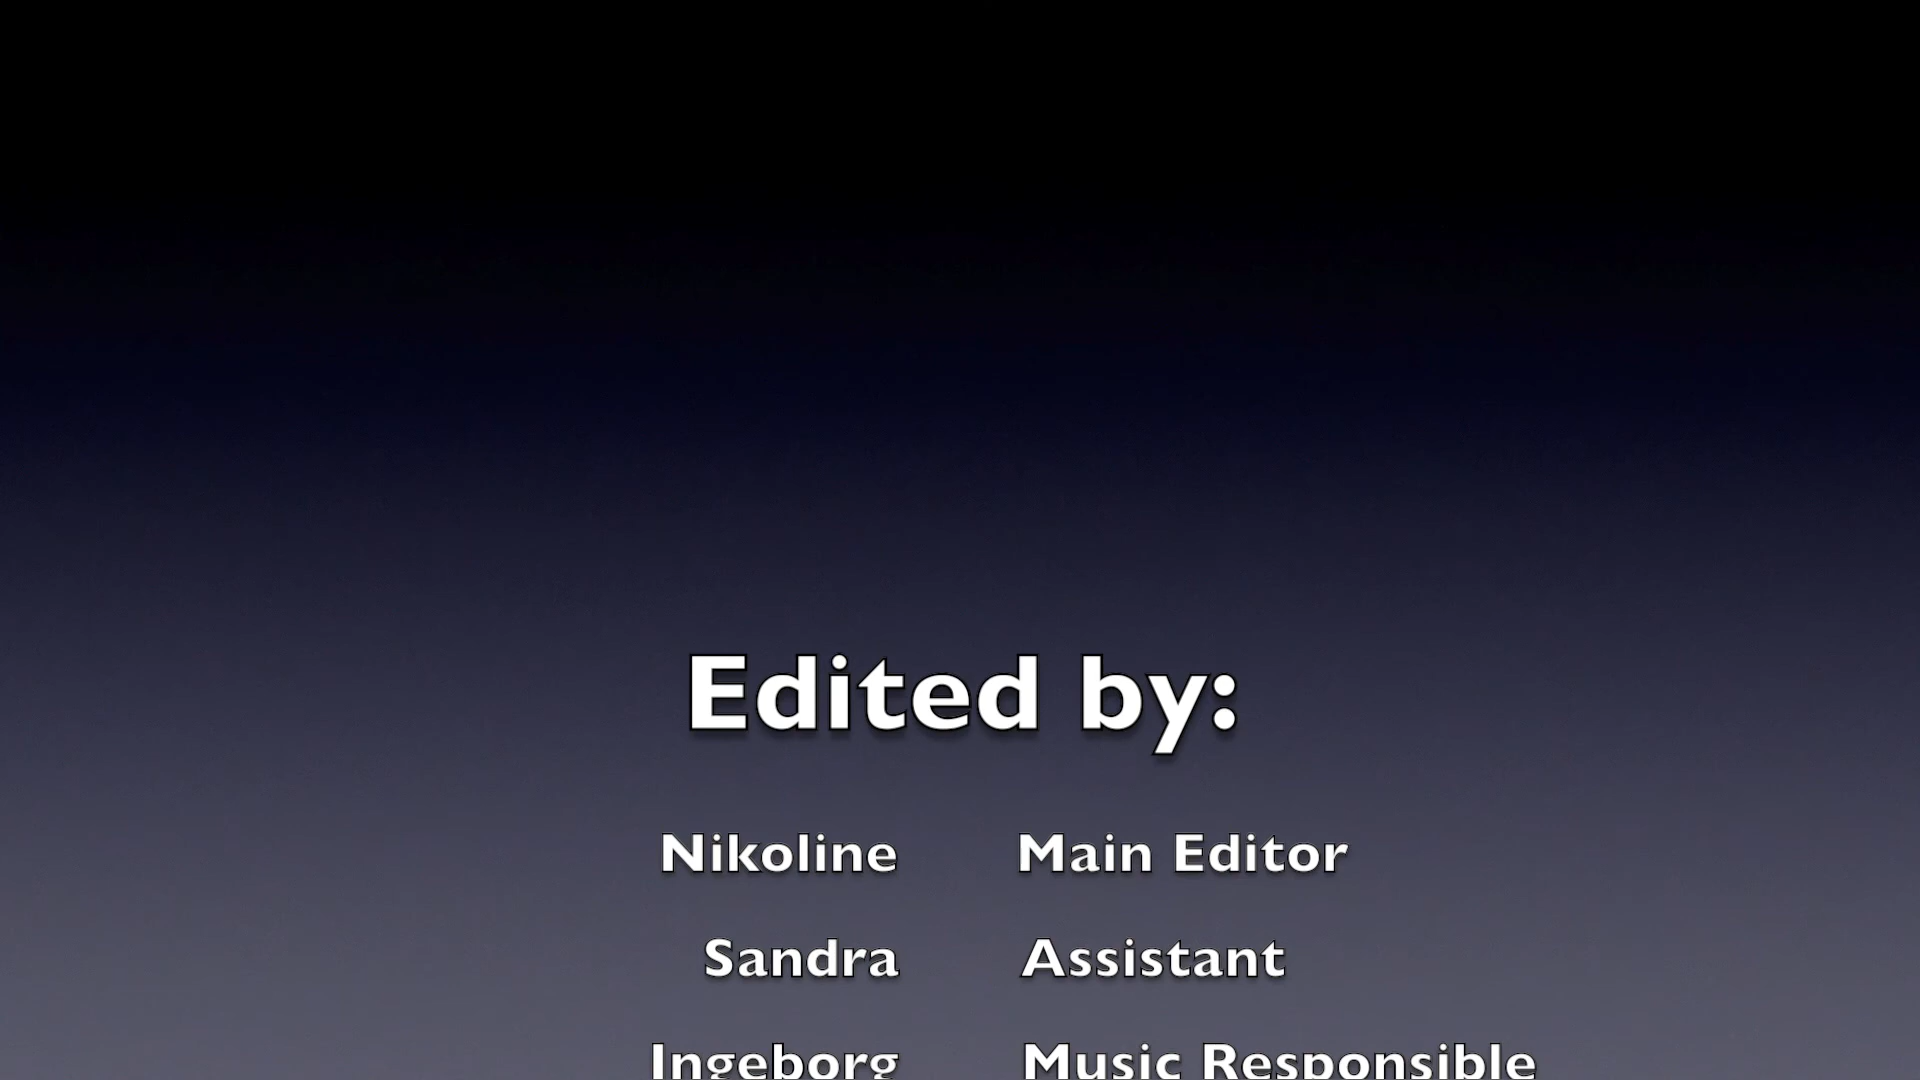 Edited by:
Nikoline Main Editor
Sandra Assistant
Ingeborg Music Responsible